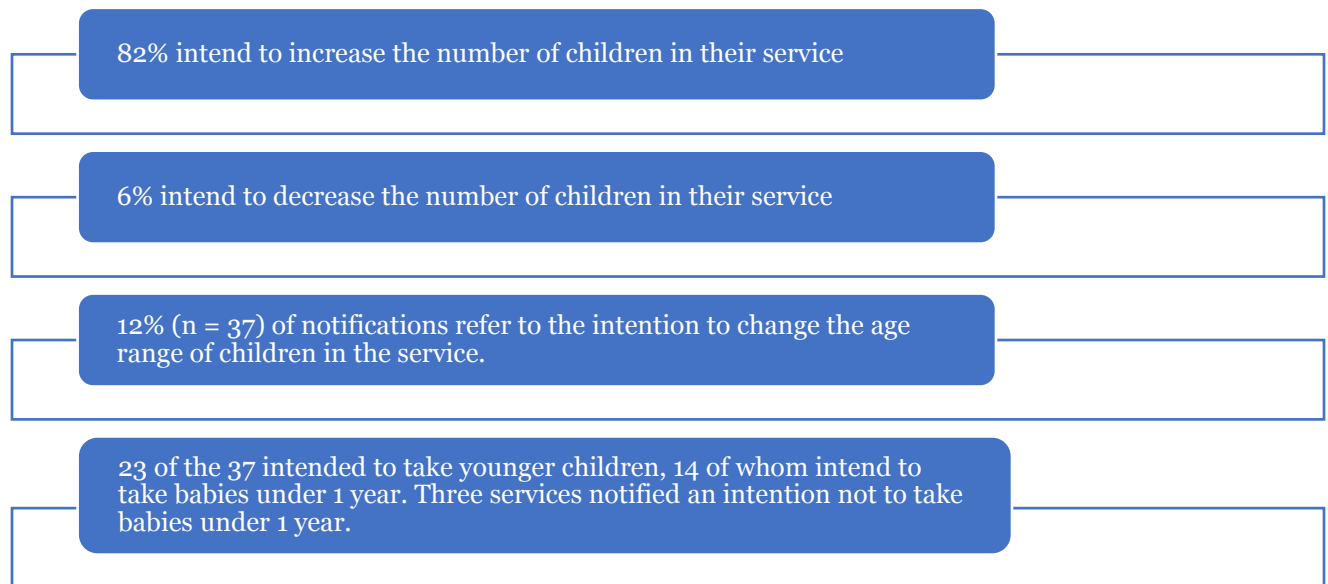 82% intend to increase the number of children in their service
6% intend to decrease the number of children in their service
12% (n = 37) of notifications refer to the intention to change the age
range of children in the service.
23 of the 37 intended to take younger children, 14 of whom intend to
take babies under 1 year. Three services notified an intention not to take
babies under 1 year.